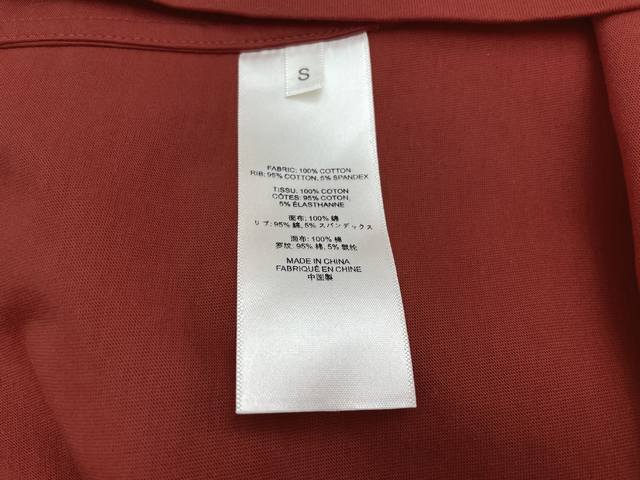 S
FABRIC: 100% COTTON
RIB: 95% COTTON, 5% SPANDEX
TISSU: 100% COTON
CÔTES: 95% COTON,
5% ÉLASTHANNE
面布: 100% 綿
リブ: 95% 綿, 5% スパンデックス
面布: 100% 棉
罗纹: 95% 棉, 5% 氨纶
MADE IN CHINA
FABRIQUÉ EN CHINE
中国製